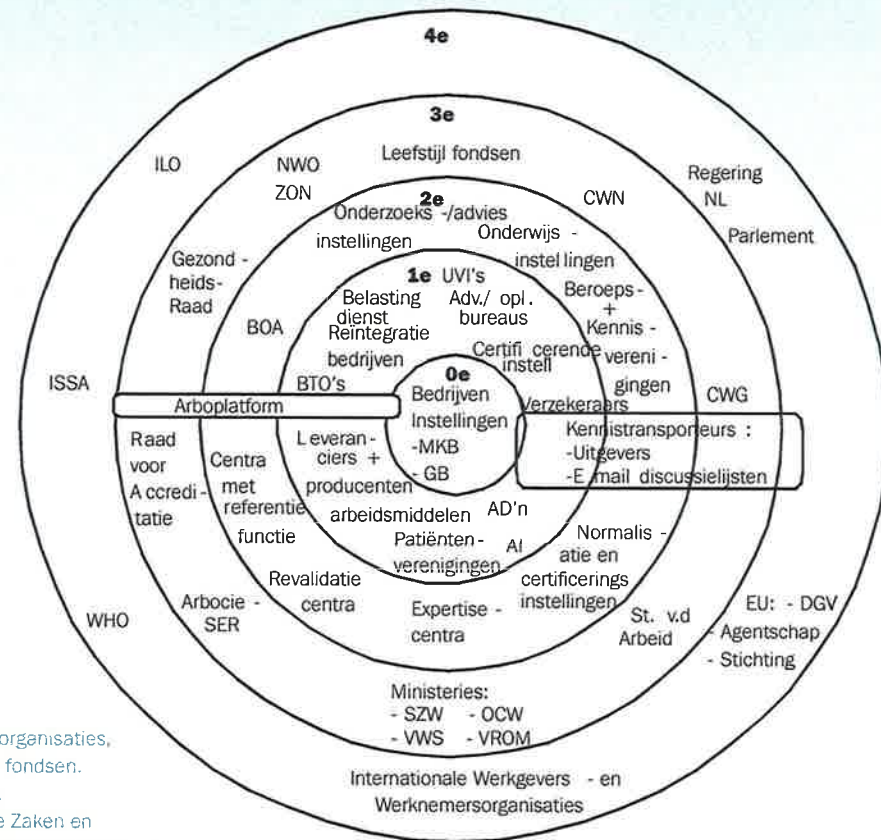 4e
3e
Leefstijl fondsen
ILO
NWO
ZON
CWN
Regering
NL
Parlement
2e
Onderzoeks -/advies
instellingen
Onderwijs -
instellingen
Gezond -
heids-
Raad
BOA
1e UVI's
Belasting
dienst
Reïntegratie
bedrijven
Adv./ opl.
bureaus
Beroeps-
+
Kennis -
vereni -
gingen
Certifi cerende
instell
0e
Bedrijven
Instellingen
-MKB
- GB
ISSA
BTO's
Arboplatform
Verzekeraars
CWG
Kennistransporteurs :
-Uitgevers
-E mail discussielijsten
Raad
voor
Accredi -
tatie
Centra
met
referentie
functie
Leveran -
ciers +
producenten
arbeidsmiddelen
AD'n
AI
Patiënten-
verenigingen
Normalis -
atie en
certificerings
instellingen
Revalidatie
centra
Expertise -
centra
WHO
Arbocie -
SER
St. v.d
Arbeid
EU: - DGV
- Agentschap
- Stichting
Ministeries:
- SZW - OCW
- VWS - VROM
Internationale Werkgevers - en
Werknemersorganisaties
organisaties,
fondsen.
e Zaken en